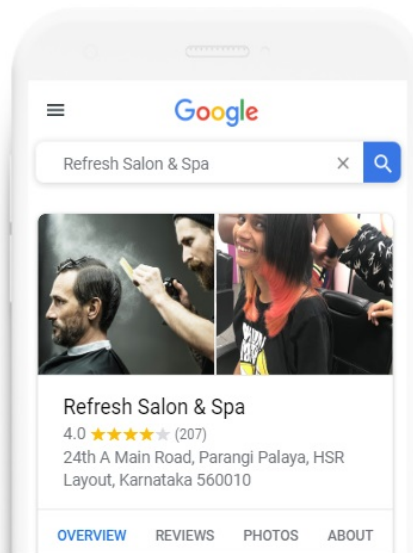 Google
Refresh Salon & Spa
Refresh Salon & Spa
4.0 (207)
24th A Main Road, Parangi Palaya, HSR
Layout, Karnataka 560010
OVERVIEW REVIEWS PHOTOS ABOUT